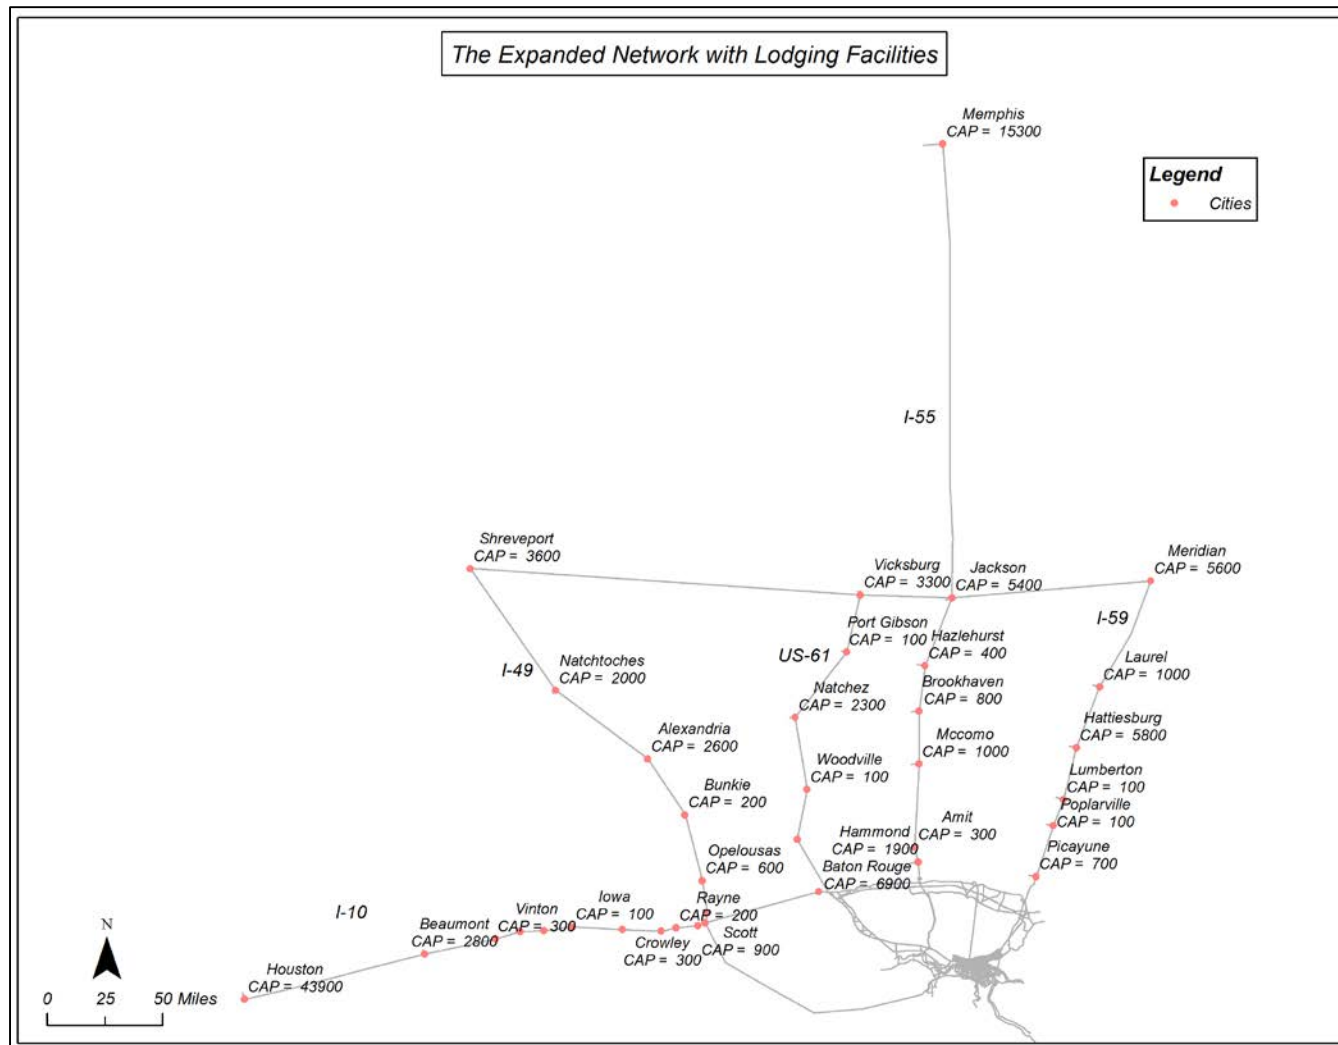 The Expanded Network with Lodging Facilities
Memphis
CAP = 15300
Legend
Cities
I-55
Shreveport
CAP = 3600
Vicksburg
CAP = 3300
Jackson
CAP = 5400
Meridian
CAP = 5600
I-59
Port Gibson
CAP = 100
Hazlehurst
CAP = 400
US-61
I-49
Natchtoches
CAP = 2000
Laurel
CAP = 1000
Natchez
CAP = 2300
Brookhaven
CAP = 800
Hattiesburg
CAP = 5800
Alexandria
CAP = 2600
Mccomo
CAP = 1000
Woodville
CAP = 100
Lumberton
CAP = 100
Bunkie
CAP = 200
Poplarville
CAP = 100
Amit
CAP = 300
Hammond
CAP = 1900
Opelousas
CAP = 600
Baton Rouge
CAP = 6900
Picayune
CAP = 700
I-10
Iowa
CAP = 100
Rayne
CAP = 200
Vinton
CAP = 300
Beaumont
CAP = 2800
Crowley
CAP = 300
Scott
CAP = 900
Houston
CAP = 43900
N
0 25 50 Miles